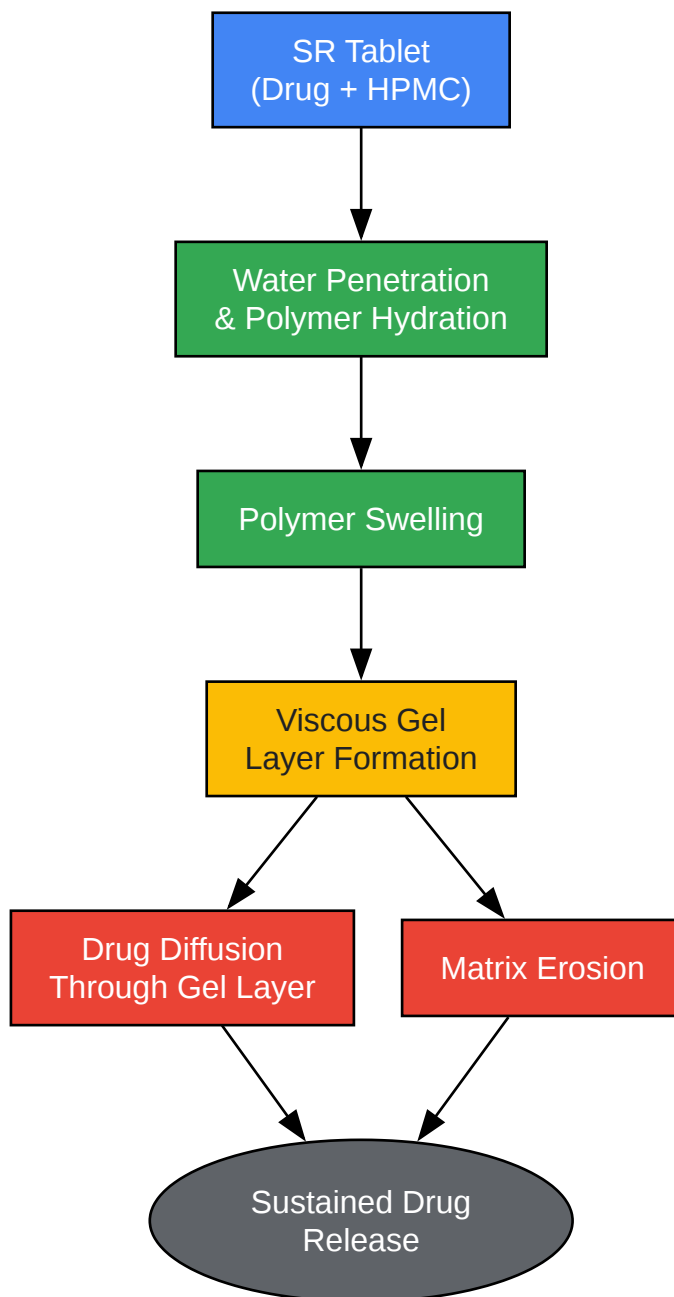 SR Tablet
(Drug + HPMC)
Water Penetration
& Polymer Hydration
Polymer Swelling
Viscous Gel
Layer Formation
Drug Diffusion
Through Gel Layer
Matrix Erosion
Sustained Drug
Release